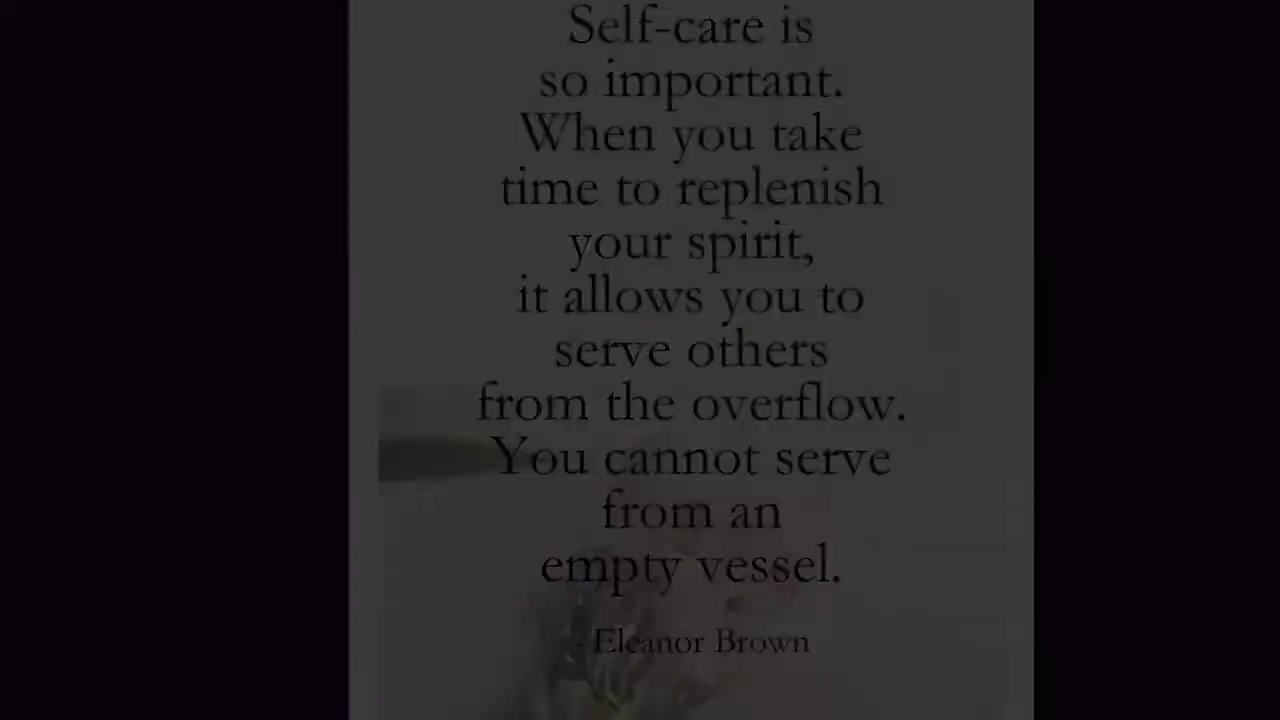 Self-care is
so important.
When you take
time to replenish
your spirit,
it allows you to
serve others
from the overflow.
You cannot serve
from an
empty vessel.
- Eleanor Brown